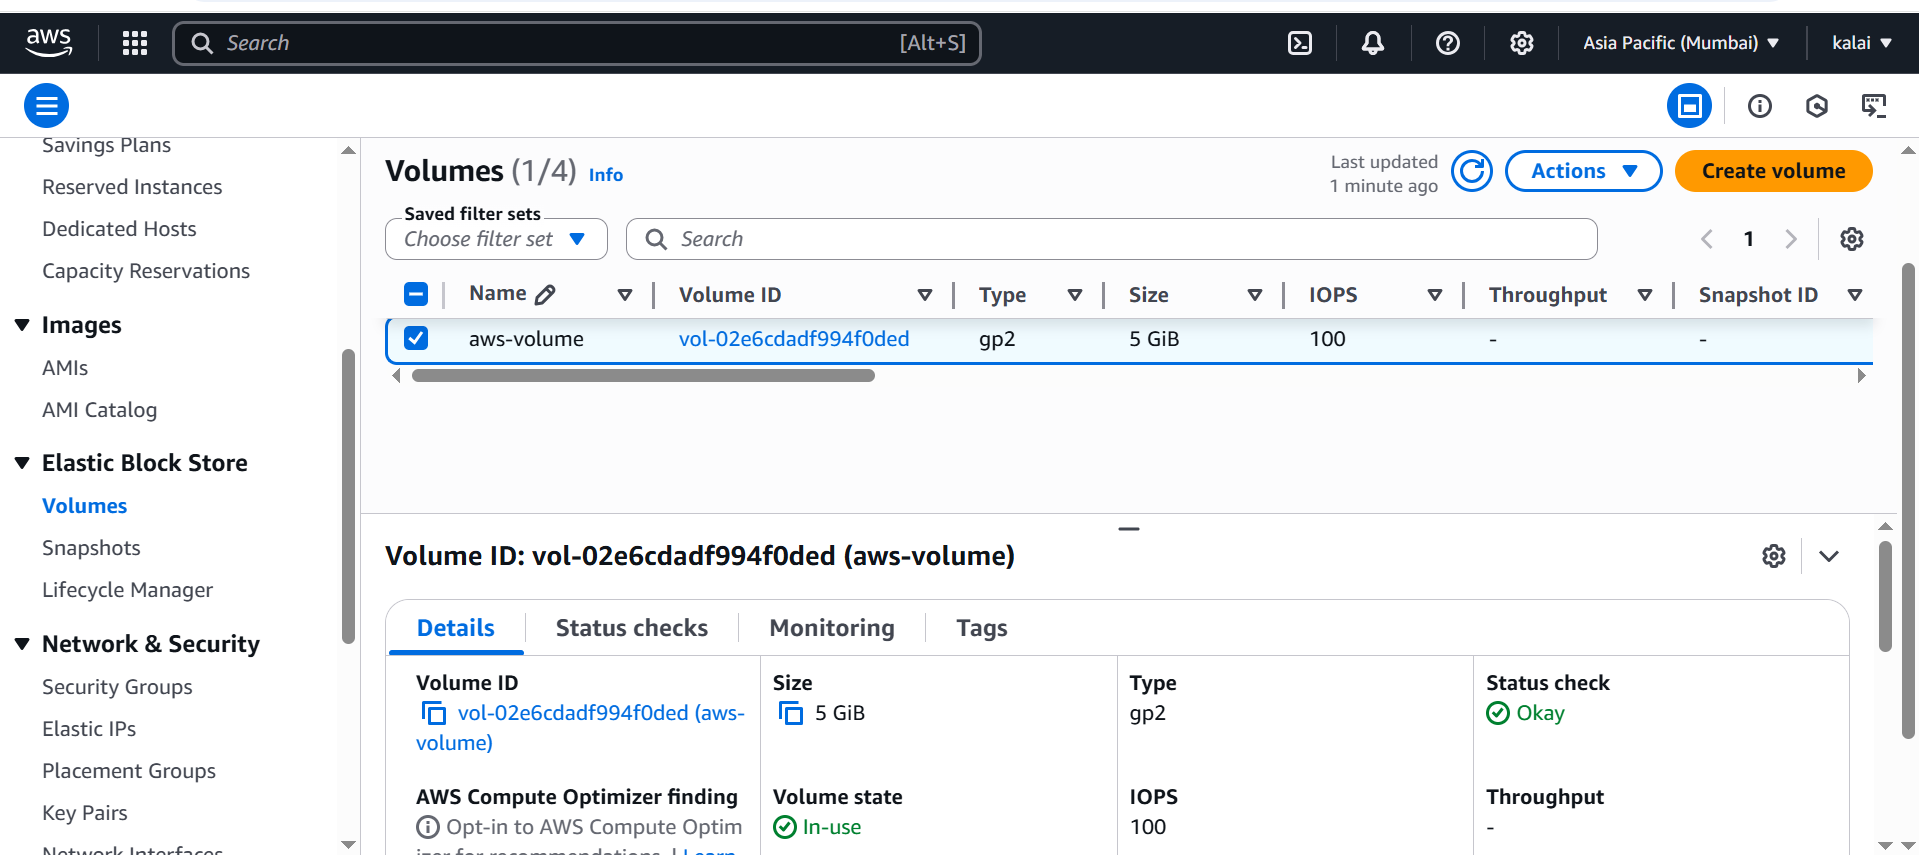 aws
Search [Alt+S]
Asia Pacific (Mumbai)
kalai
Savings Plans
Reserved Instances
Dedicated Hosts
Capacity Reservations
Images
AMIs
AMI Catalog
Elastic Block Store
Volumes
Snapshots
Lifecycle Manager
Network & Security
Security Groups
Elastic IPs
Placement Groups
Key Pairs
Network Interfaces
Volumes (1/4) Info
Last updated
1 minute ago
Actions
Create volume
Saved filter sets
Choose filter set
Search
1
Name Volume ID Type Size IOPS Throughput Snapshot ID
aws-volume vol-02e6cdadf994f0ded gp2 5 GiB 100 - -
Volume ID: vol-02e6cdadf994f0ded (aws-volume)
Details Status checks Monitoring Tags
Volume ID
vol-02e6cdadf994f0ded (aws-
volume)
Size
5 GiB
Type
gp2
Status check
Okay
AWS Compute Optimizer finding
Opt-in to AWS Compute Optim
izer for recommendations. | Learn
Volume state
In-use
IOPS
100
Throughput
-